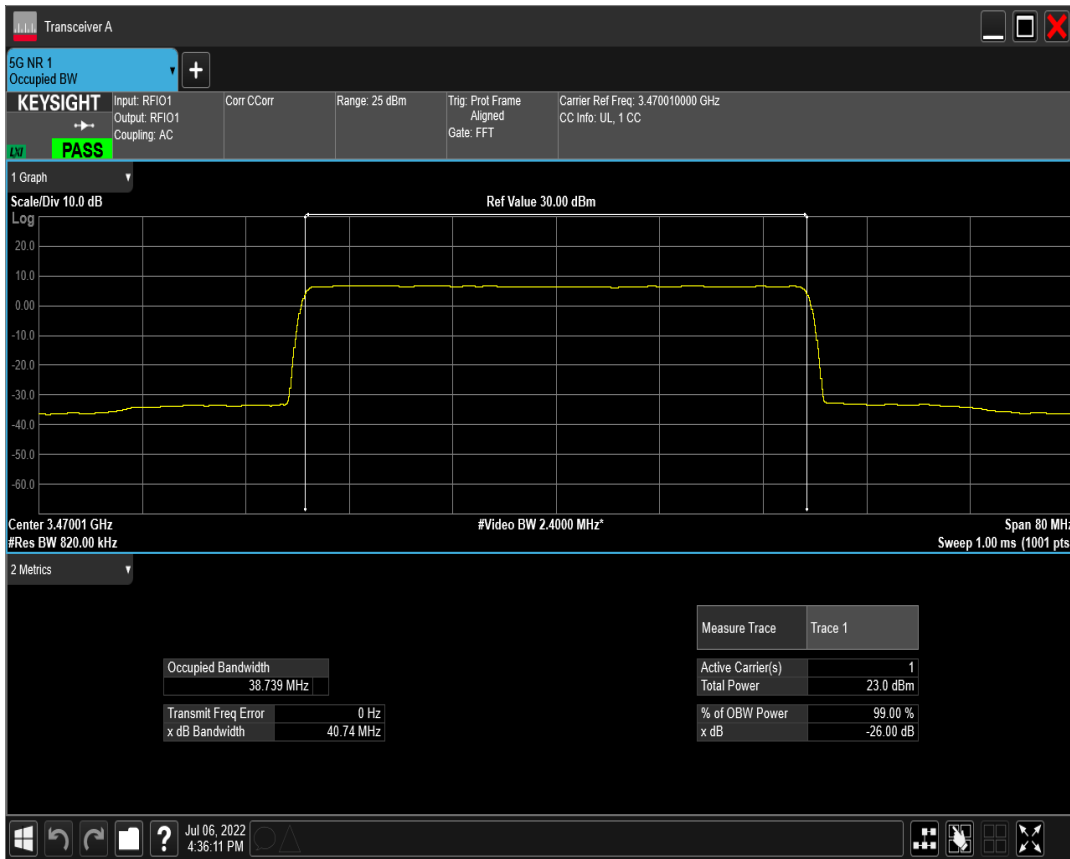 Transceiver A
5G NR 1
Occupied BW
+
KEYSIGHT
LXI
PASS
Input: RFIO1
Output: RFIO1
Coupling: AC
Corr CCorr
Range: 25 dBm
Trig: Prot Frame
Aligned
Gate: FFT
Carrier Ref Freq: 3.470010000 GHz
CC Info: UL, 1 CC
1 Graph
Scale/Div 10.0 dB
Ref Value 30.00 dBm
Log
20.0
10.0
0.00
-10.0
-20.0
-30.0
-40.0
-50.0
-60.0
Center 3.47001 GHz
#Video BW 2.4000 MHz*
Span 80 MHz
#Res BW 820.00 kHz
Sweep 1.00 ms (1001 pts
2 Metrics
Measure Trace Trace 1
Occupied Bandwidth
38.739 MHz
Active Carrier(s) 1
Total Power 23.0 dBm
Transmit Freq Error 0 Hz
x dB Bandwidth 40.74 MHz
% of OBW Power 99.00 %
x dB -26.00 dB
?
Jul 06, 2022
4:36:11 PM